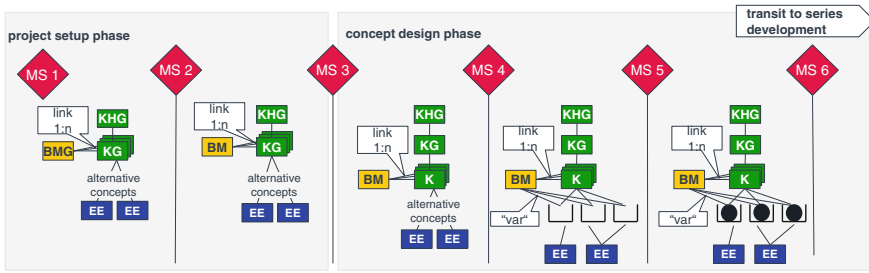 transit to series
development
project setup phase
concept design phase
MS 1
MS 2
MS 3
MS 4
MS 5
MS 6
link
1:n
KHG
BMG
KG
alternative
concepts
EE
EE
link
1:n
KHG
BM
KG
alternative
concepts
EE
EE
link
1:n
KHG
KG
BM
K
alternative
concepts
EE
EE
link
1:n
KHG
KG
BM
K
"var"
EE
EE
link
1:n
KHG
KG
BM
K
"var"
EE
EE